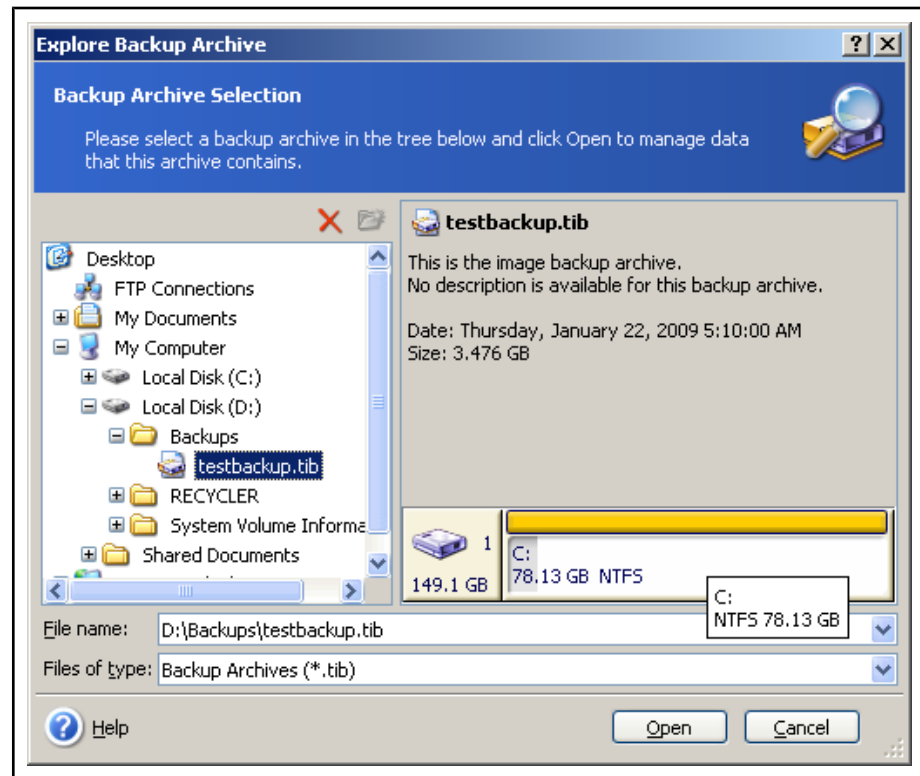 Explore Backup Archive
Backup Archive Selection
Please select a backup archive in the tree below and click Open to manage data
that this archive contains.
Desktop
FTP Connections
My Documents
My Computer
Local Disk (C:)
Local Disk (D:)
Backups
testbackup.tib
RECYCLER
System Volume Informa
Shared Documents
testbackup.tib
This is the image backup archive.
No description is available for this backup archive.
Date: Thursday, January 22, 2009 5:10:00 AM
Size: 3.476 GB
1
149.1 GB
C:
78.13 GB NTFS
C:
NTFS 78.13 GB
File name:
D:\Backups\testbackup.tib
Files of type:
Backup Archives (*.tib)
Help
Open
Cancel